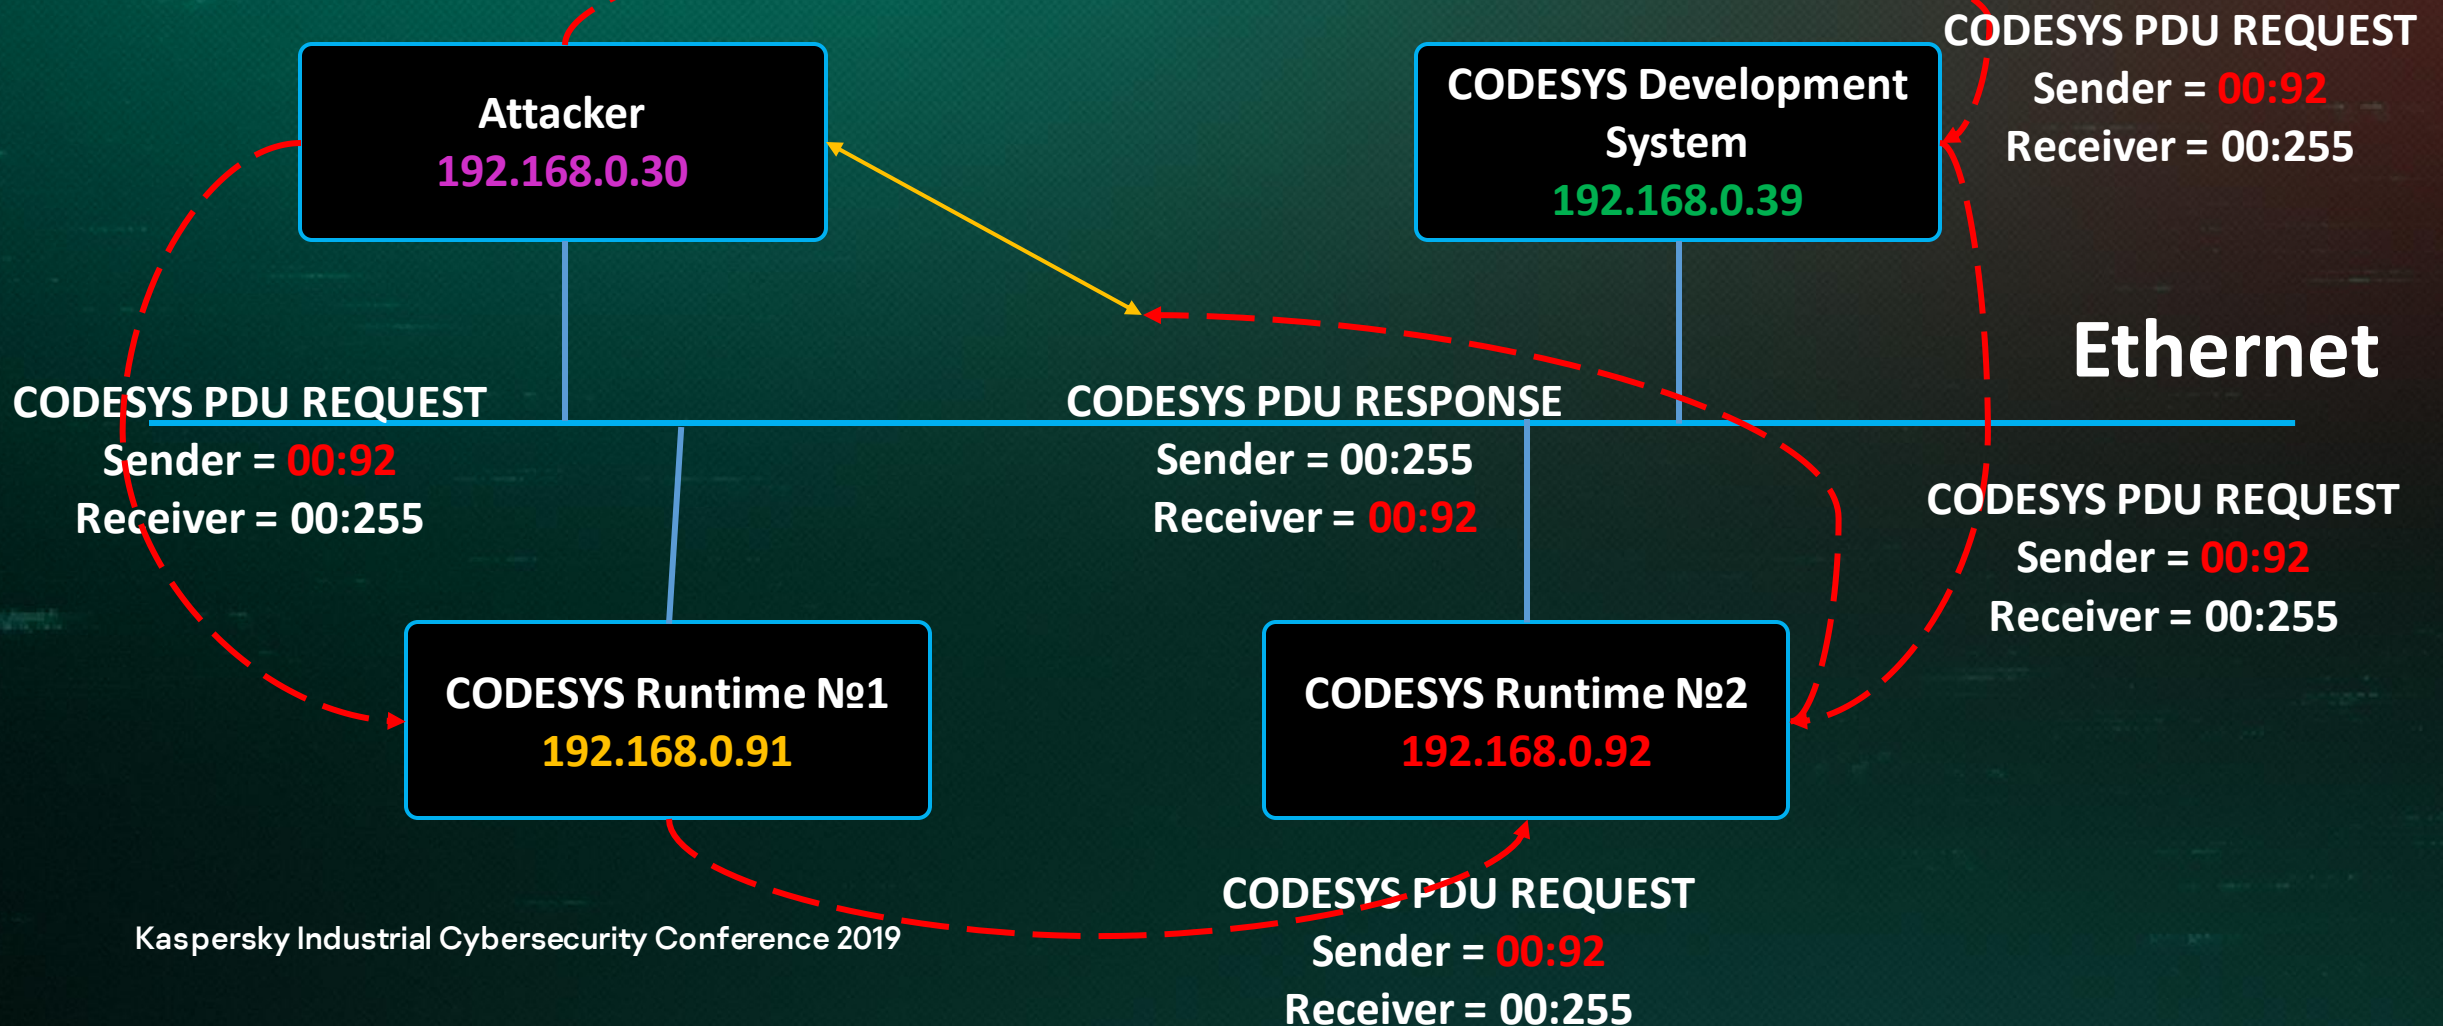 CODESYS PDU REQUEST
Sender = 00:92
Receiver = 00:255
Attacker
192.168.0.30
CODESYS Development
System
192.168.0.39
Ethernet
CODESYS PDU REQUEST
Sender = 00:92
Receiver = 00:255
CODESYS PDU RESPONSE
Sender = 00:255
Receiver = 00:92
CODESYS PDU REQUEST
Sender = 00:92
Receiver = 00:255
CODESYS Runtime №1
192.168.0.91
CODESYS Runtime №2
192.168.0.92
CODESYS PDU REQUEST
Sender = 00:92
Receiver = 00:255
Kaspersky Industrial Cybersecurity Conference 2019